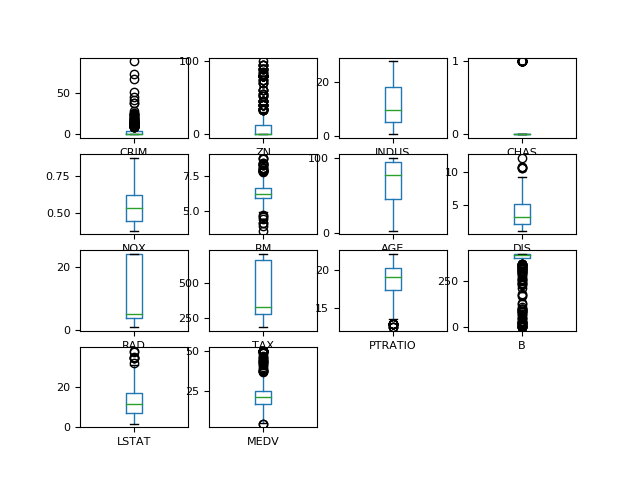 50
0
CRIM
100
0
ZN
20
0
INDUS
1
0
CHAS
0.75
0.50
NOX
7.5
5.0
RM
100
0
AGE
10
5
DIS
20
0
RAD
500
250
TAX
20
15
PTRATIO
250
0
B
20
0
LSTAT
50
25
MEDV